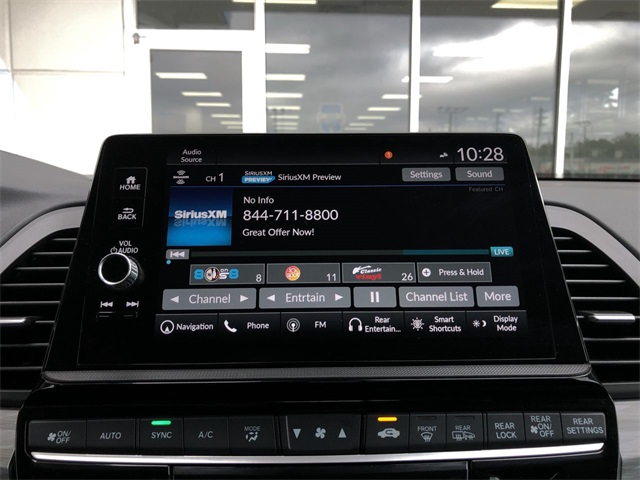 Audio
Source
10:28
SIRIUSXM
CH 1
SIRIUSXM
PREVIEW
SiriusXM Preview
Settings
Sound
Featured CH
HOME
BACK
VOL
AUDIO
SiriusXM
No Info
844-711-8800
Great Offer Now!
LIVE
8
11
Classic
vinyl
26
Press & Hold
Channel
Entrtain
Channel List
More
Navigation
Phone
FM
Rear
Entertain...
Smart
Shortcuts
Display
Mode
ON/
OFF
AUTO
SYNC
A/C
MODE
FRONT
REAR
REAR
LOCK
REAR
ON/
OFF
REAR
SETTINGS